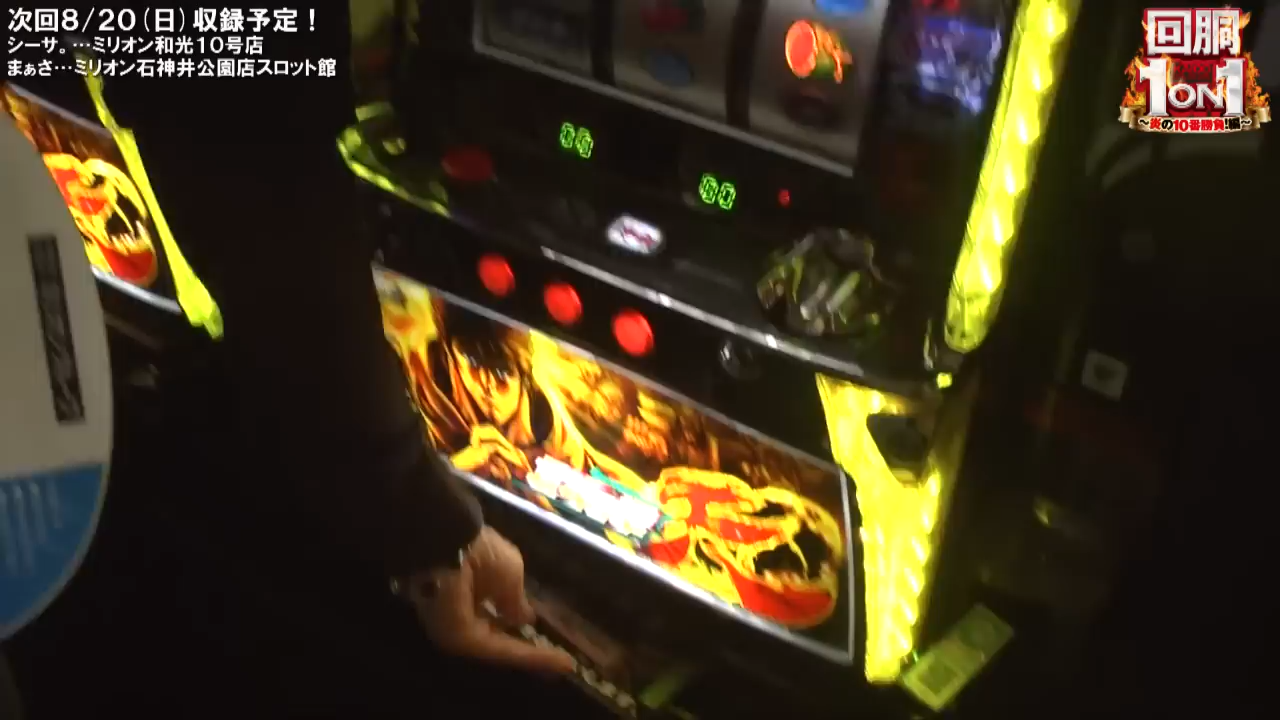 次回8/20(日)収録予定!
シーサ。…ミリオン和光10号店
まぁさ…ミリオン石神井公園店スロット館
回胴
1ON1
~炎の10番勝負!編~